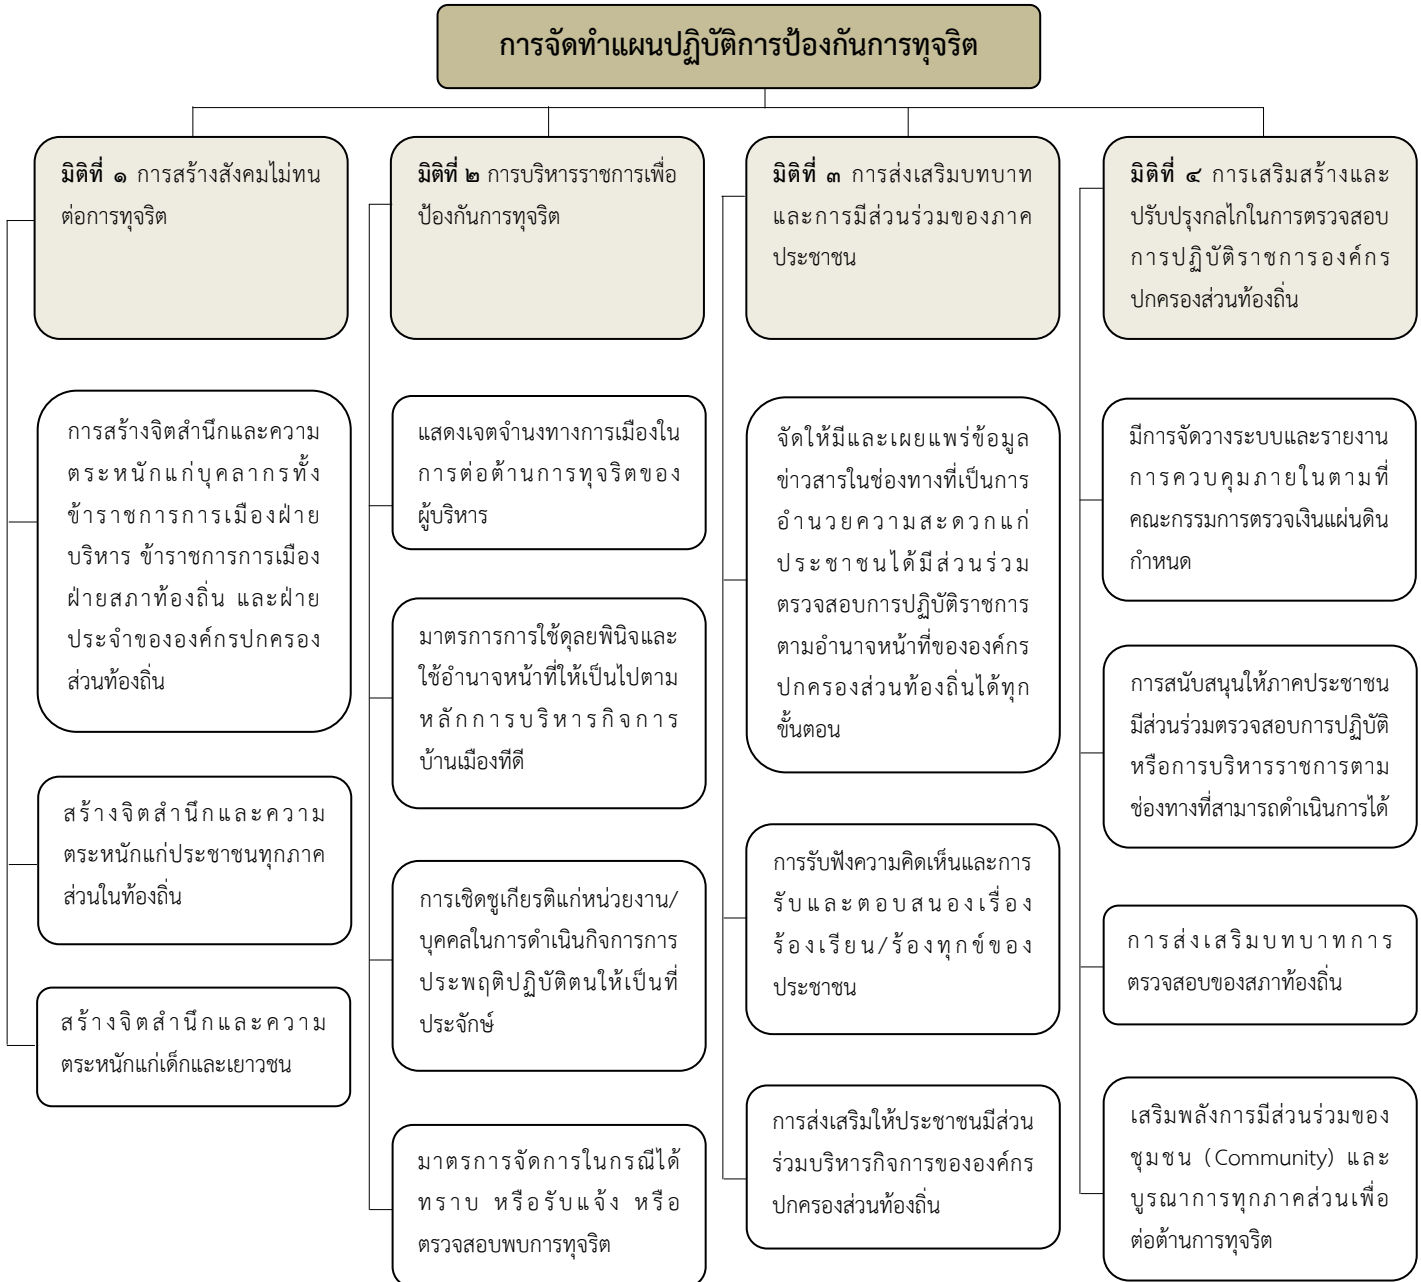 การจัดทำแผนปฏิบัติการป้องกันการทุจริต
มิติที่ ๑ การสร้างสังคมไม่ทน
ต่อการทุจริต
การสร้างจิตสำนึกและความ
ตระหนักแก่บุคลากรทั้ง
ข้าราชการการเมืองฝ่าย
บริหาร ข้าราชการการเมือง
ฝ่ายสภาท้องถิ่น และฝ่าย
ประจำขององค์กรปกครอง
ส่วนท้องถิ่น
สร้างจิตสำนึกและความ
ตระหนักแก่ประชาชนทุกภาค
ส่วนในท้องถิ่น
สร้างจิตสำนึกและความ
ตระหนักแก่เด็กและเยาวชน
มิติที่ ๒ การบริหารราชการเพื่อ
ป้องกันการทุจริต
แสดงเจตจำนงทางการเมืองใน
การต่อต้านการทุจริตของ
ผู้บริหาร
มาตรการการใช้ดุลยพินิจและ
ใช้อำนาจหน้าที่ให้เป็นไปตาม
หลักการบริหารกิจการ
บ้านเมืองทีดี
การเชิดชูเกียรติแก่หน่วยงาน/
บุคคลในการดำเนินกิจการการ
ประพฤติปฏิบัติตนให้เป็นที่
ประจักษ์
มาตรการจัดการในกรณีได้
ทราบ หรือรับแจ้ง หรือ
ตรวจสอบพบการทุจริต
มิติที่ ๓ การส่งเสริมบทบาท
และการมีส่วนร่วมของภาค
ประชาชน
จัดให้มีและเผยแพร่ข้อมูล
ข่าวสารในช่องทางที่เป็นการ
อำนวยความสะดวกแก่
ประชาชนได้มีส่วนร่วม
ตรวจสอบการปฏิบัติราชการ
ตามอำนาจหน้าที่ขององค์กร
ปกครองส่วนท้องถิ่นได้ทุก
ขั้นตอน
การรับฟังความคิดเห็นและการ
รับและตอบสนองเรื่อง
ร้องเรียน/ร้องทุกข์ของ
ประชาชน
การส่งเสริมให้ประชาชนมีส่วน
ร่วมบริหารกิจการขององค์กร
ปกครองส่วนท้องถิ่น
มิติที่ ๔ การเสริมสร้างและ
ปรับปรุงกลไกในการตรวจสอบ
การปฏิบัติราชการองค์กร
ปกครองส่วนท้องถิ่น
มีการจัดวางระบบและรายงาน
การควบคุมภายในตามที่
คณะกรรมการตรวจเงินแผ่นดิน
กำหนด
การสนับสนุนให้ภาคประชาชน
มีส่วนร่วมตรวจสอบการปฏิบัติ
หรือการบริหารราชการตาม
ช่องทางที่สามารถดำเนินการได้
การส่งเสริมบทบาทการ
ตรวจสอบของสภาท้องถิ่น
เสริมพลังการมีส่วนร่วมของ
ชุมชน (Community) และ
บูรณาการทุกภาคส่วนเพื่อ
ต่อต้านการทุจริต